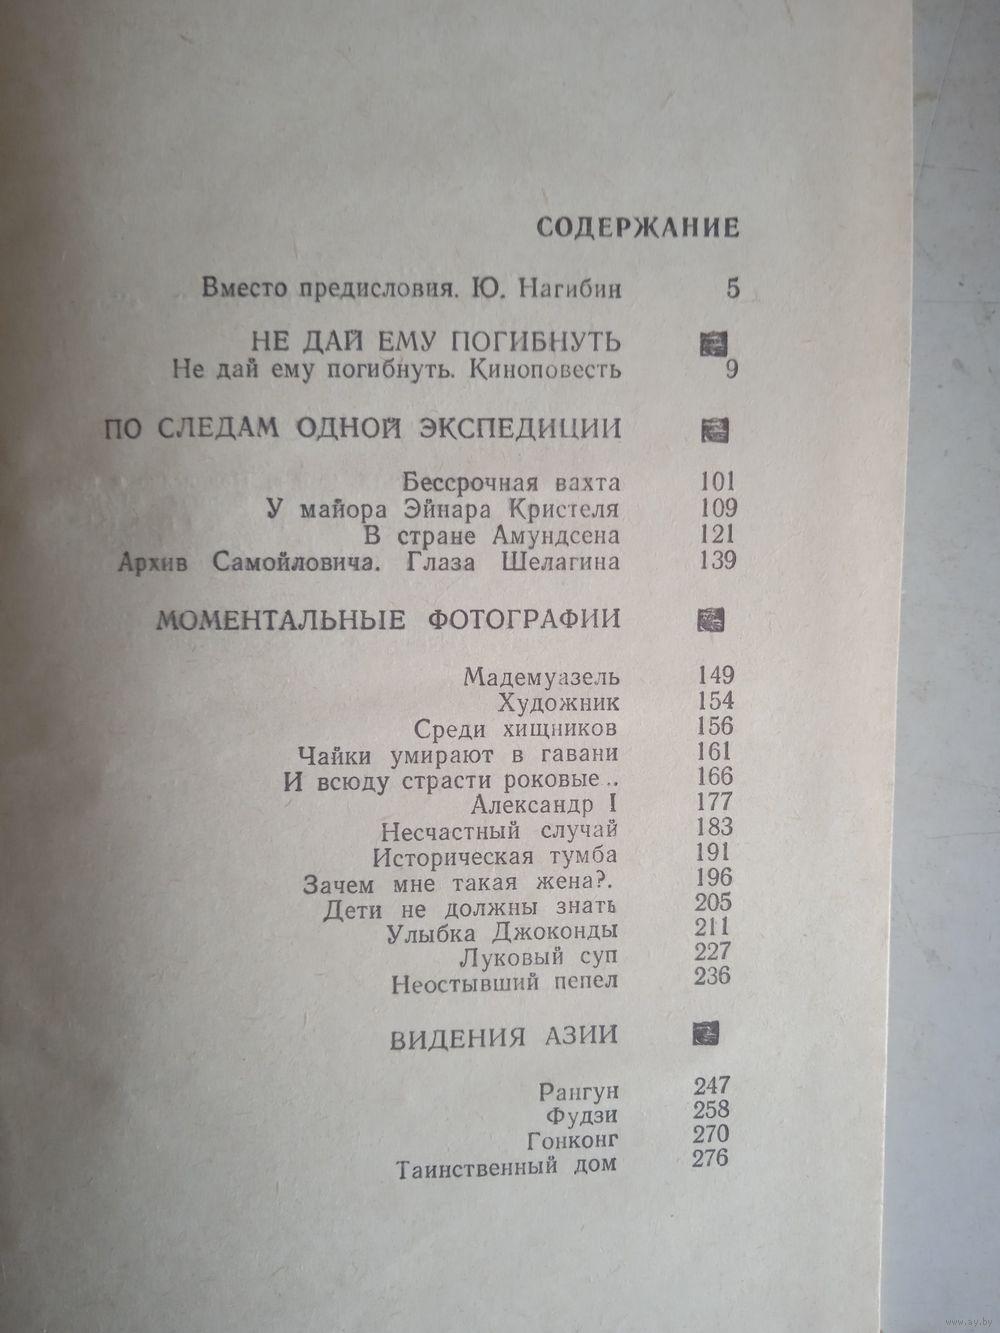 СОДЕРЖАНИЕ
Вместо предисловия. Ю. Нагибин 5
НЕ ДАЙ ЕМУ ПОГИБНУТЬ
Не дай ему погибнуть. Киноповесть 9
ПО СЛЕДАМ ОДНОЙ ЭКСПЕДИЦИИ
Бессрочная вахта 101
У майора Эйнара Кристеля 109
В стране Амундсена 121
Архив Самойловича. Глаза Шелагина 139
МОМЕНТАЛЬНЫЕ ФОТОГРАФИИ
Мадемуазель 149
Художник 154
Среди хищников 156
Чайки умирают в гавани 161
И всюду страсти роковые.. 166
Александр I 177
Несчастный случай 183
Историческая тумба 191
Зачем мне такая жена?. 196
Дети не должны знать 205
Улыбка Джоконды 211
Луковый суп 227
Неостывший пепел 236
ВИДЕНИЯ АЗИИ
Рангун 247
Фудзи 258
Гонконг 270
Таинственный дом 276
www.ay.by